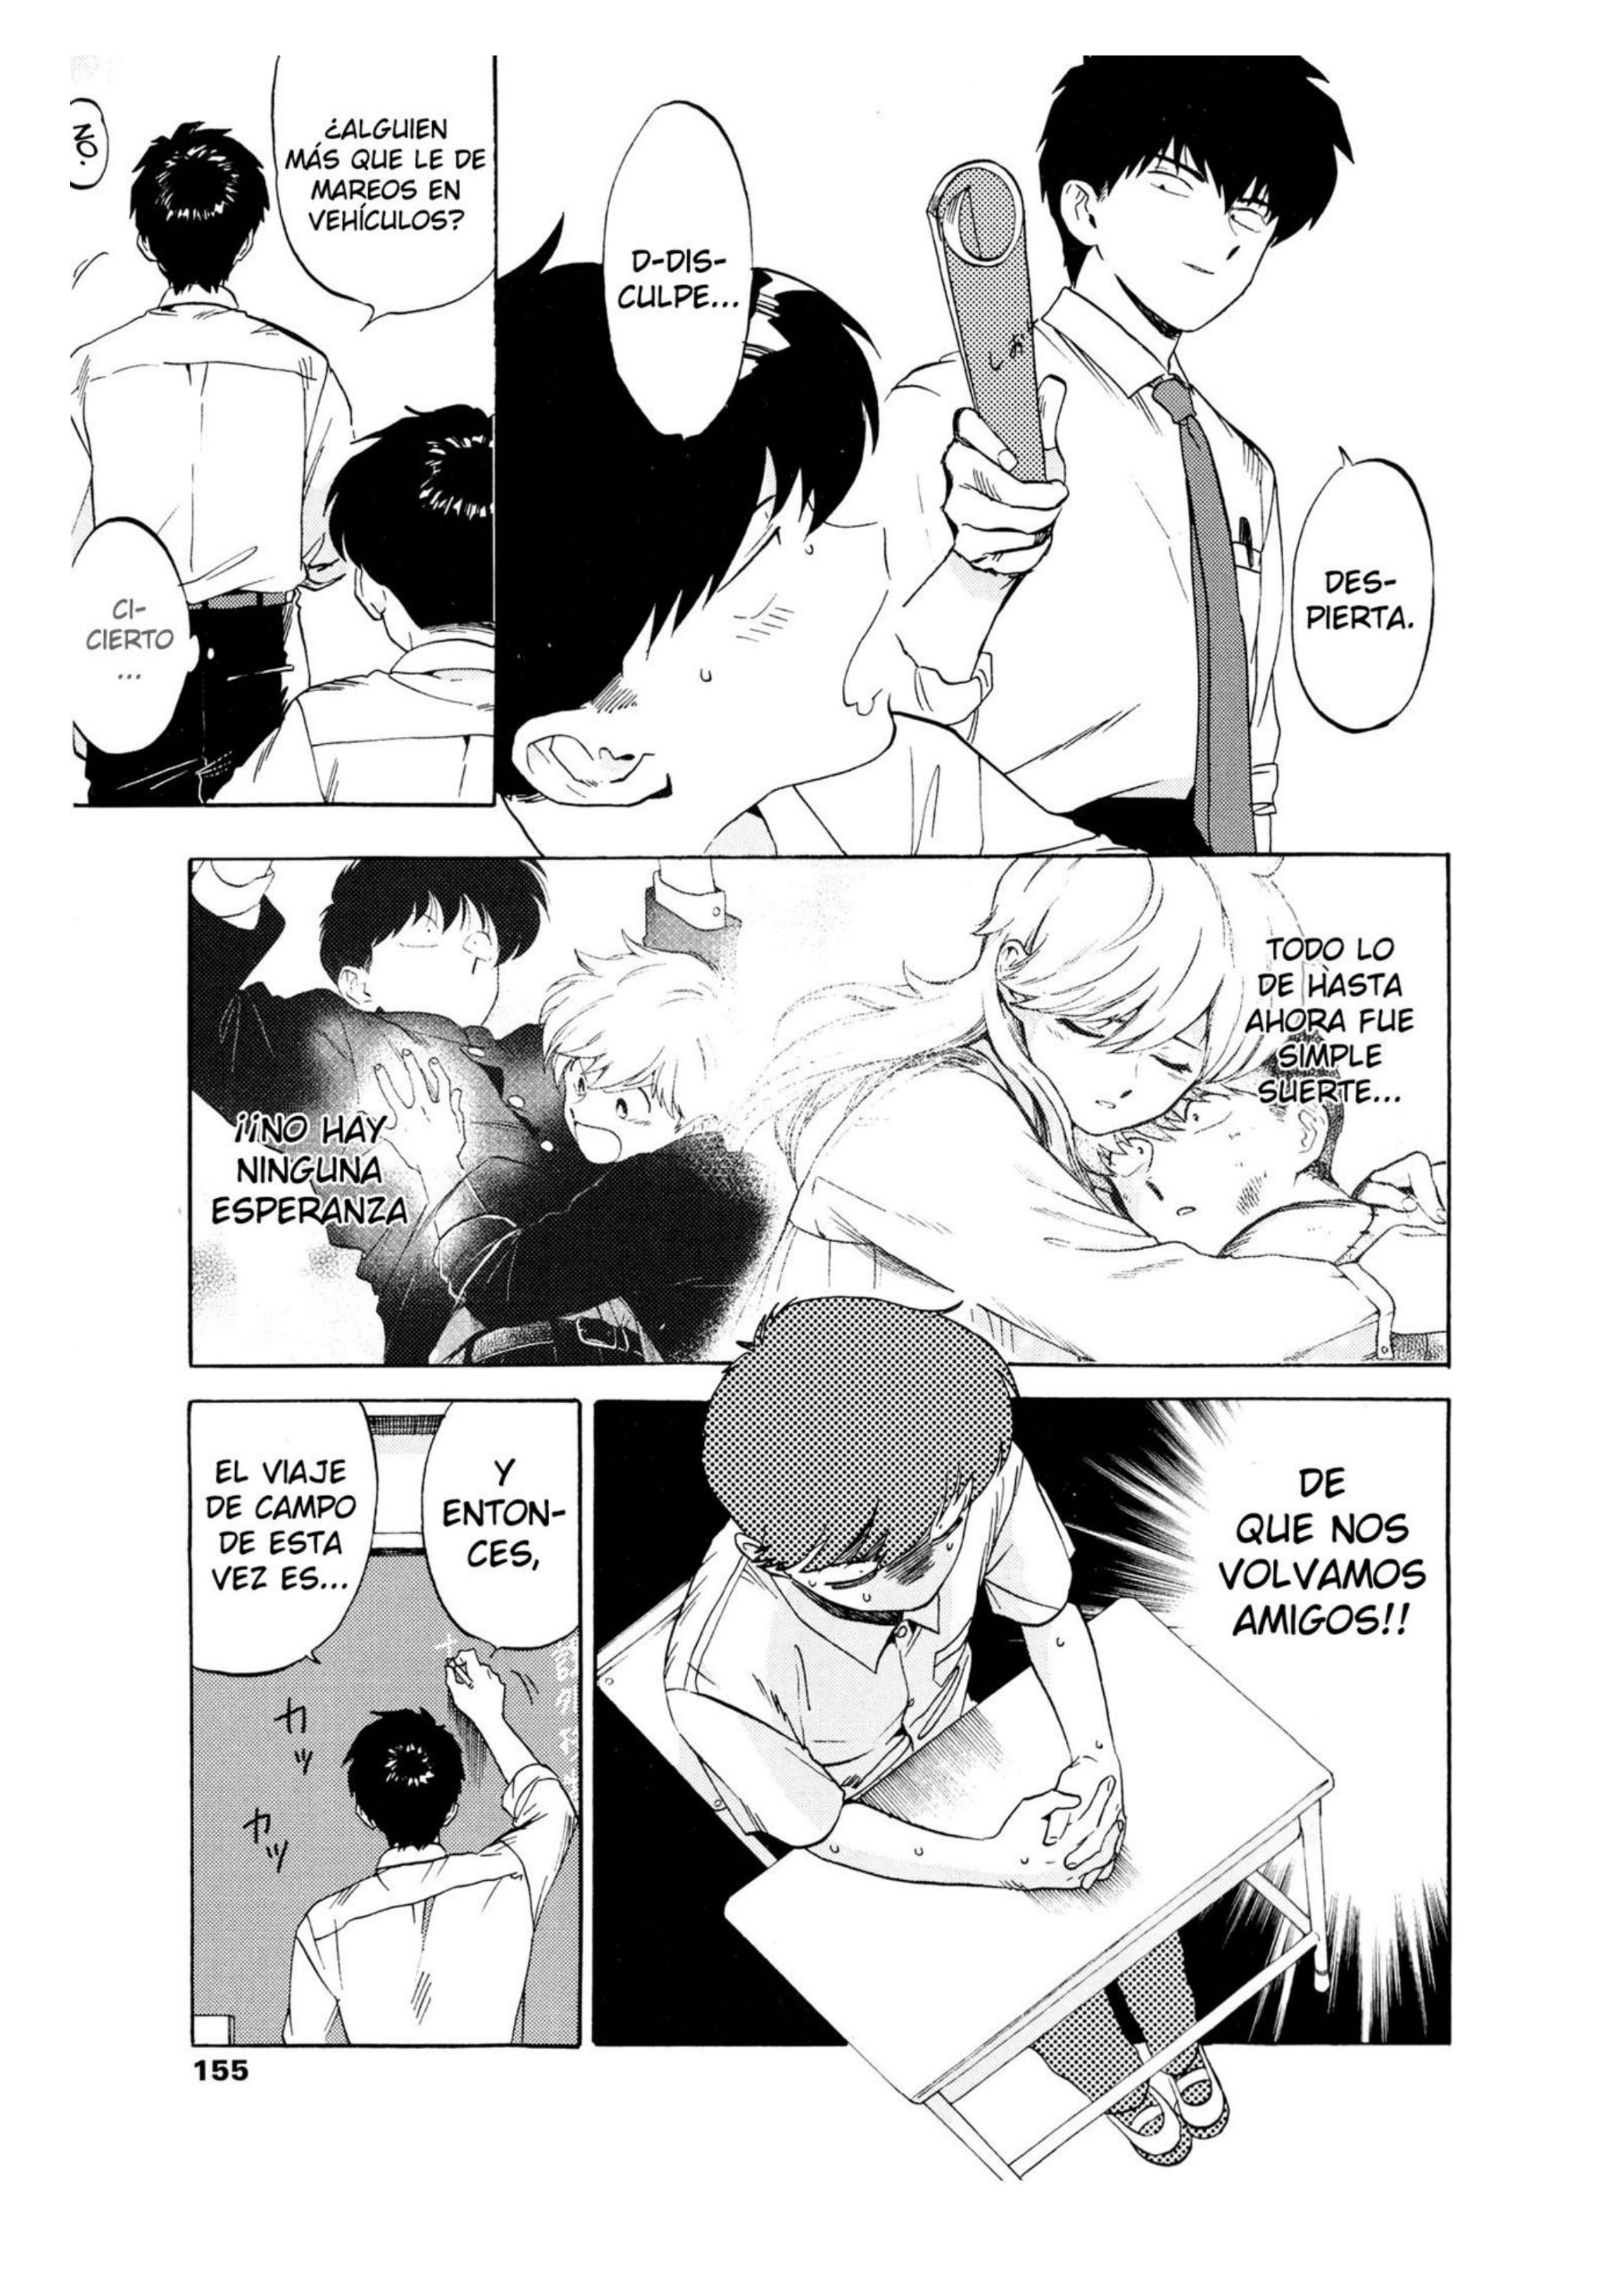 DES-
PIERTA.
D-DIS-
CULPE...
¿ALGUIEN
MÁS QUE LE DE
MAREOS EN
VEHÍCULOS?
NO.
CI-
CIERTO
...
TODO LO
DE HASTA
AHORA FUE
SIMPLE
SUERTE...
¡¡NO HAY
NINGUNA
ESPERANZA
DE
QUE NOS
VOLVAMOS
AMIGOS!!
Y
ENTON-
CES,
EL VIAJE
DE CAMPO
DE ESTA
VEZ ES...
カッ
カッ
155